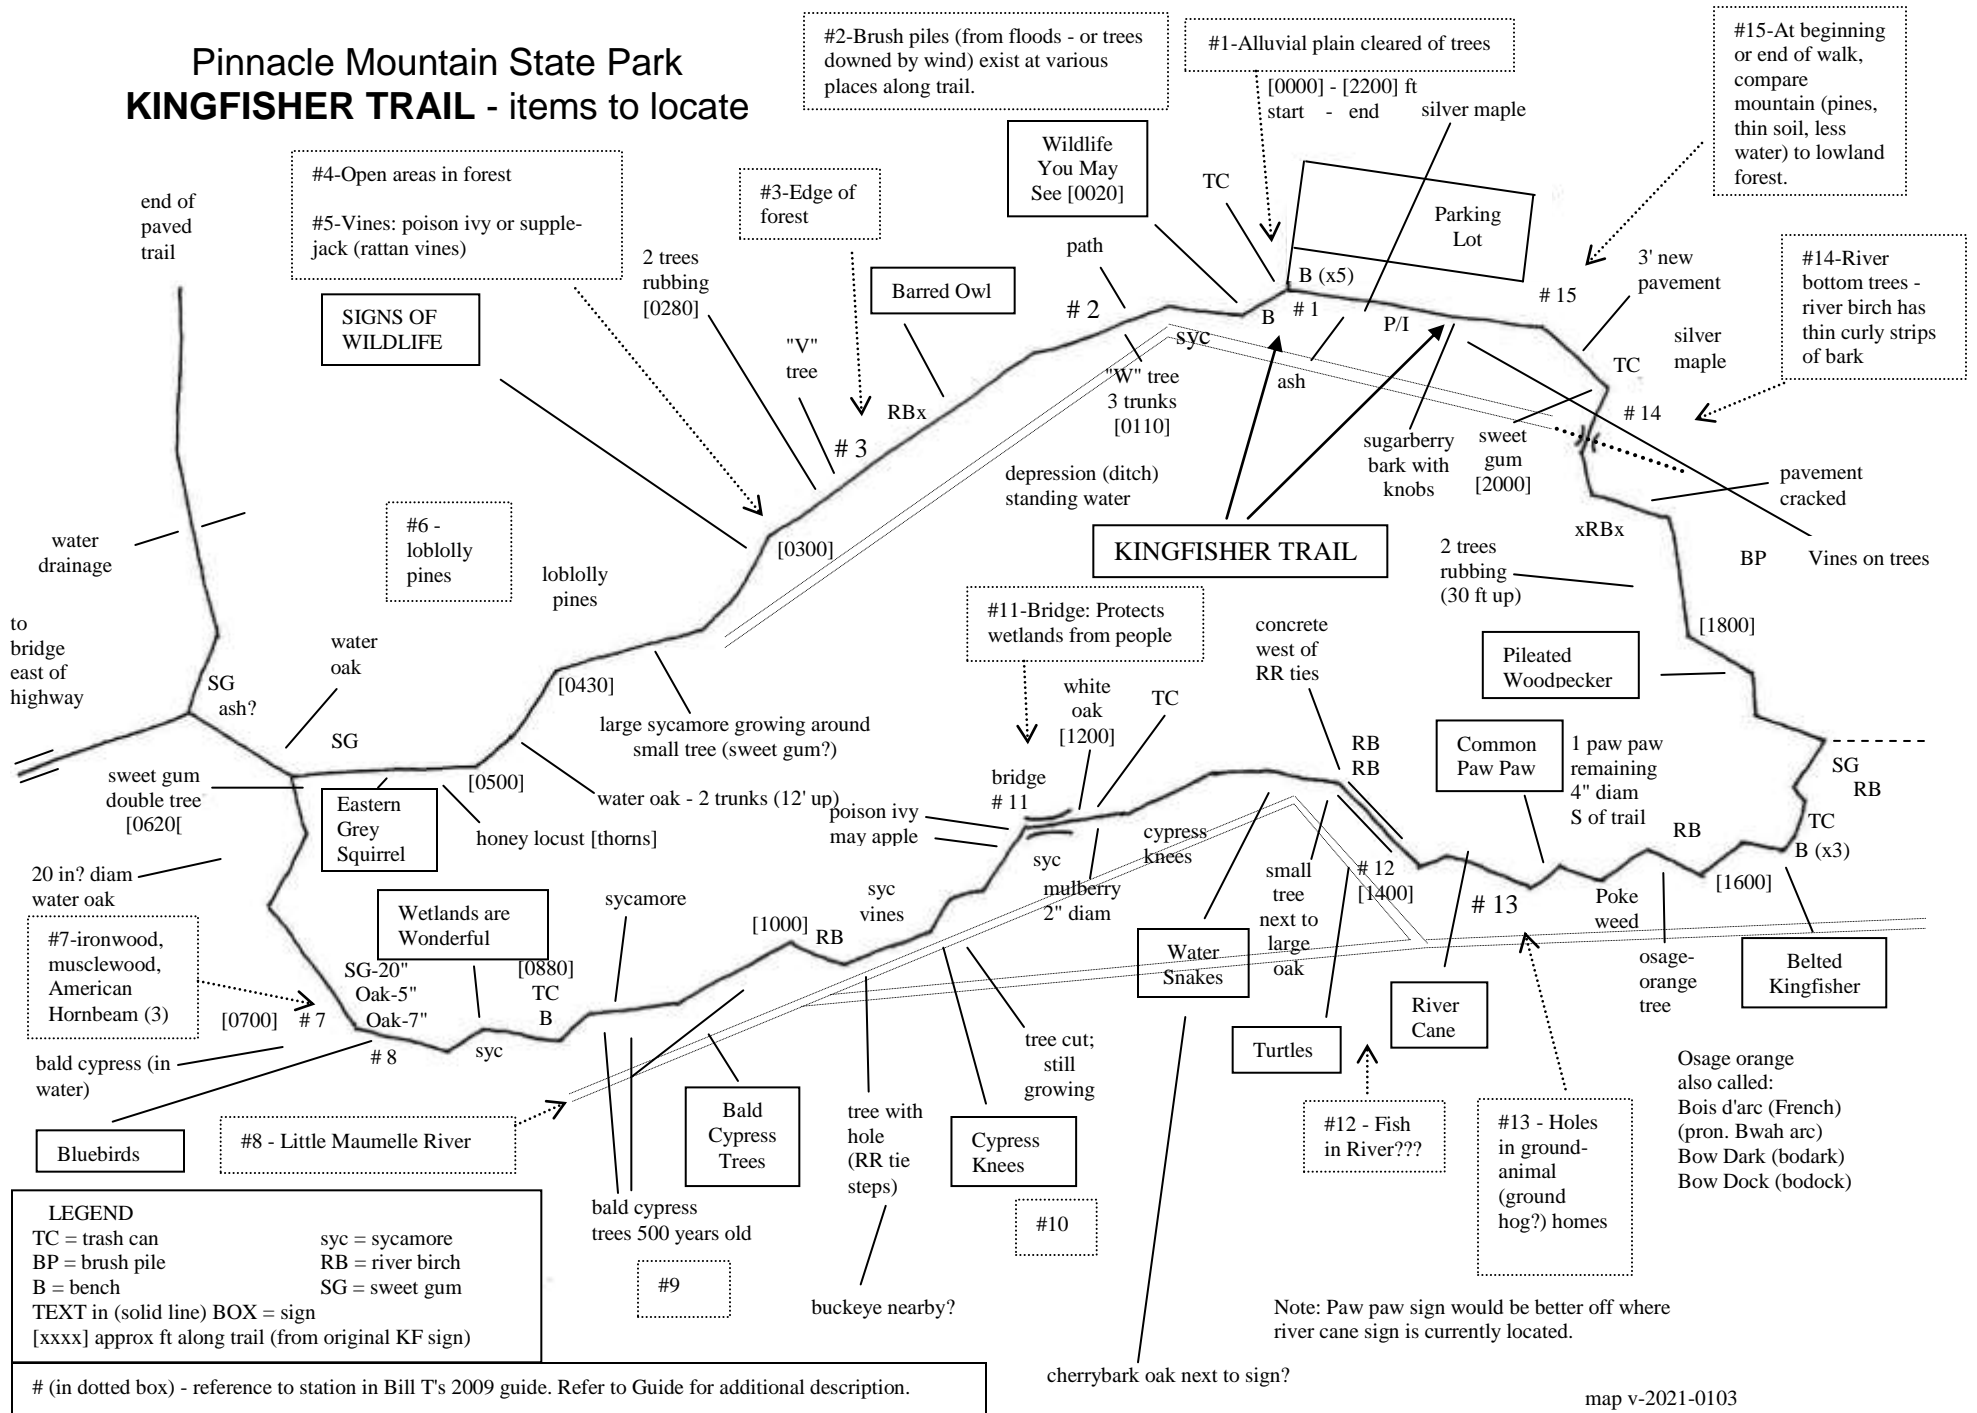 Pinnacle Mountain State Park
KINGFISHER TRAIL - items to locate
#2-Brush piles (from floods - or trees
downed by wind) exist at various
places along trail.
#1-Alluvial plain cleared of trees
[0000] - [2200] ft
start - end
silver maple
#15-At beginning
or end of walk,
compare
mountain (pines,
thin soil, less
water) to lowland
forest.
#4-Open areas in forest
#5-Vines: poison ivy or supple-
jack (rattan vines)
#3-Edge of
forest
Wildlife
You May
See [0020]
TC
Parking
Lot
end of
paved
trail
2 trees
rubbing
[0280]
path
Barred Owl
B (x5)
# 15
3' new
pavement
#14-River
bottom trees -
river birch has
thin curly strips
of bark
SIGNS OF
WILDLIFE
# 2
B
# 1
P/I
syc
"V"
tree
"W" tree
3 trunks
[0110]
ash
TC
silver
maple
# 14
RBx
# 3
sugarberry
bark with
knobs
sweet
gum
[2000]
depression (ditch)
standing water
pavement
cracked
#6 -
loblolly
pines
[0300]
KINGFISHER TRAIL
xRBx
2 trees
rubbing
(30 ft up)
BP
Vines on trees
water
drainage
loblolly
pines
#11-Bridge: Protects
wetlands from people
concrete
west of
RR ties
[1800]
to
bridge
east of
highway
water
oak
Pileated
Woodpecker
SG
ash?
[0430]
white
oak
[1200]
TC
large sycamore growing around
small tree (sweet gum?)
SG
RB
RB
Common
Paw Paw
1 paw paw
remaining
4" diam
S of trail
SG
RB
sweet gum
double tree
[0620[
[0500]
bridge
# 11
Eastern
Grey
Squirrel
water oak - 2 trunks (12' up)
honey locust [thorns]
poison ivy
may apple
cypress
knees
RB
TC
B (x3)
20 in? diam
water oak
syc
mulberry
2" diam
small
tree
next to
large
oak
# 12
[1400]
[1600]
Wetlands are
Wonderful
sycamore
syc
vines
# 13
Poke
weed
#7-ironwood,
musclewood,
American
Hornbeam (3)
[1000]
RB
Water
Snakes
osage-
orange
tree
Belted
Kingfisher
SG-20"
Oak-5"
Oak-7"
[0880]
TC
B
River
Cane
[0700]
# 7
# 8
syc
tree cut;
still
growing
Turtles
bald cypress (in
water)
Osage orange
also called:
Bois d'arc (French)
(pron. Bwah arc)
Bow Dark (bodark)
Bow Dock (bodock)
Bluebirds
#8 - Little Maumelle River
Bald
Cypress
Trees
tree with
hole
(RR tie
steps)
Cypress
Knees
#12 - Fish
in River???
#13 - Holes
in ground-
animal
(ground
hog?) homes
bald cypress
trees 500 years old
#10
#9
buckeye nearby?
LEGEND
TC = trash can
syc = sycamore
BP = brush pile
RB = river birch
B = bench
SG = sweet gum
TEXT in (solid line) BOX = sign
[xxxx] approx ft along trail (from original KF sign)
Note: Paw paw sign would be better off where
river cane sign is currently located.
cherrybark oak next to sign?
# (in dotted box) - reference to station in Bill T's 2009 guide. Refer to Guide for additional description.
map v-2021-0103